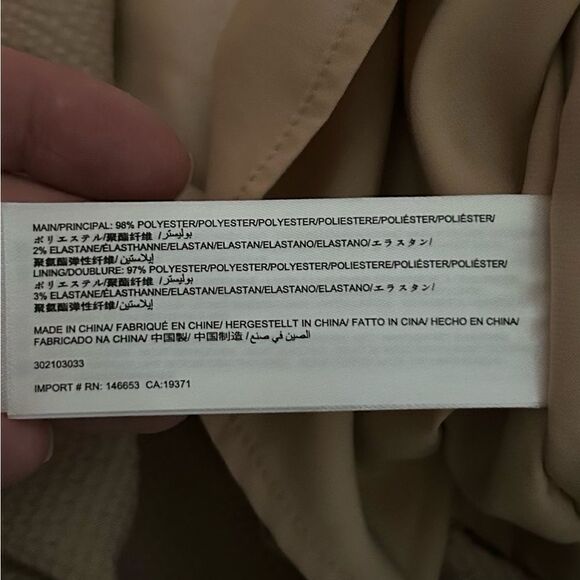 MAIN/PRINCIPAL: 98% POLYESTER/POLYESTER/POLYESTER/POLIESTERE/POLIÉSTER/POLIÉSTER/
ポリエステル/聚酯纤维 /بوليستر/
2% ELASTANE/ÉLASTHANNE/ELASTAN/ELASTAN/ELASTANO/ELASTANO/エラスタン/
聚氨酯弹性纤维/إيلاستين/
LINING/DOUBLURE: 97% POLYESTER/POLYESTER/POLYESTER/POLIESTERE/POLIÉSTER/POLIÉSTER/
ポリエステル/聚酯纤维 /بوليستر/
3% ELASTANE/ÉLASTHANNE/ELASTAN/ELASTAN/ELASTANO/ELASTANO/エラスタン/
聚氨酯弹性纤维/إيلاستين/
MADE IN CHINA/ FABRIQUÉ EN CHINE/ HERGESTELLT IN CHINA/ FATTO IN CINA/ HECHO EN CHINA/
FABRICADO NA CHINA/ 中国製/ 中国制造 /الصين في صنع/
302103033
IMPORT # RN: 146653 CA:19371